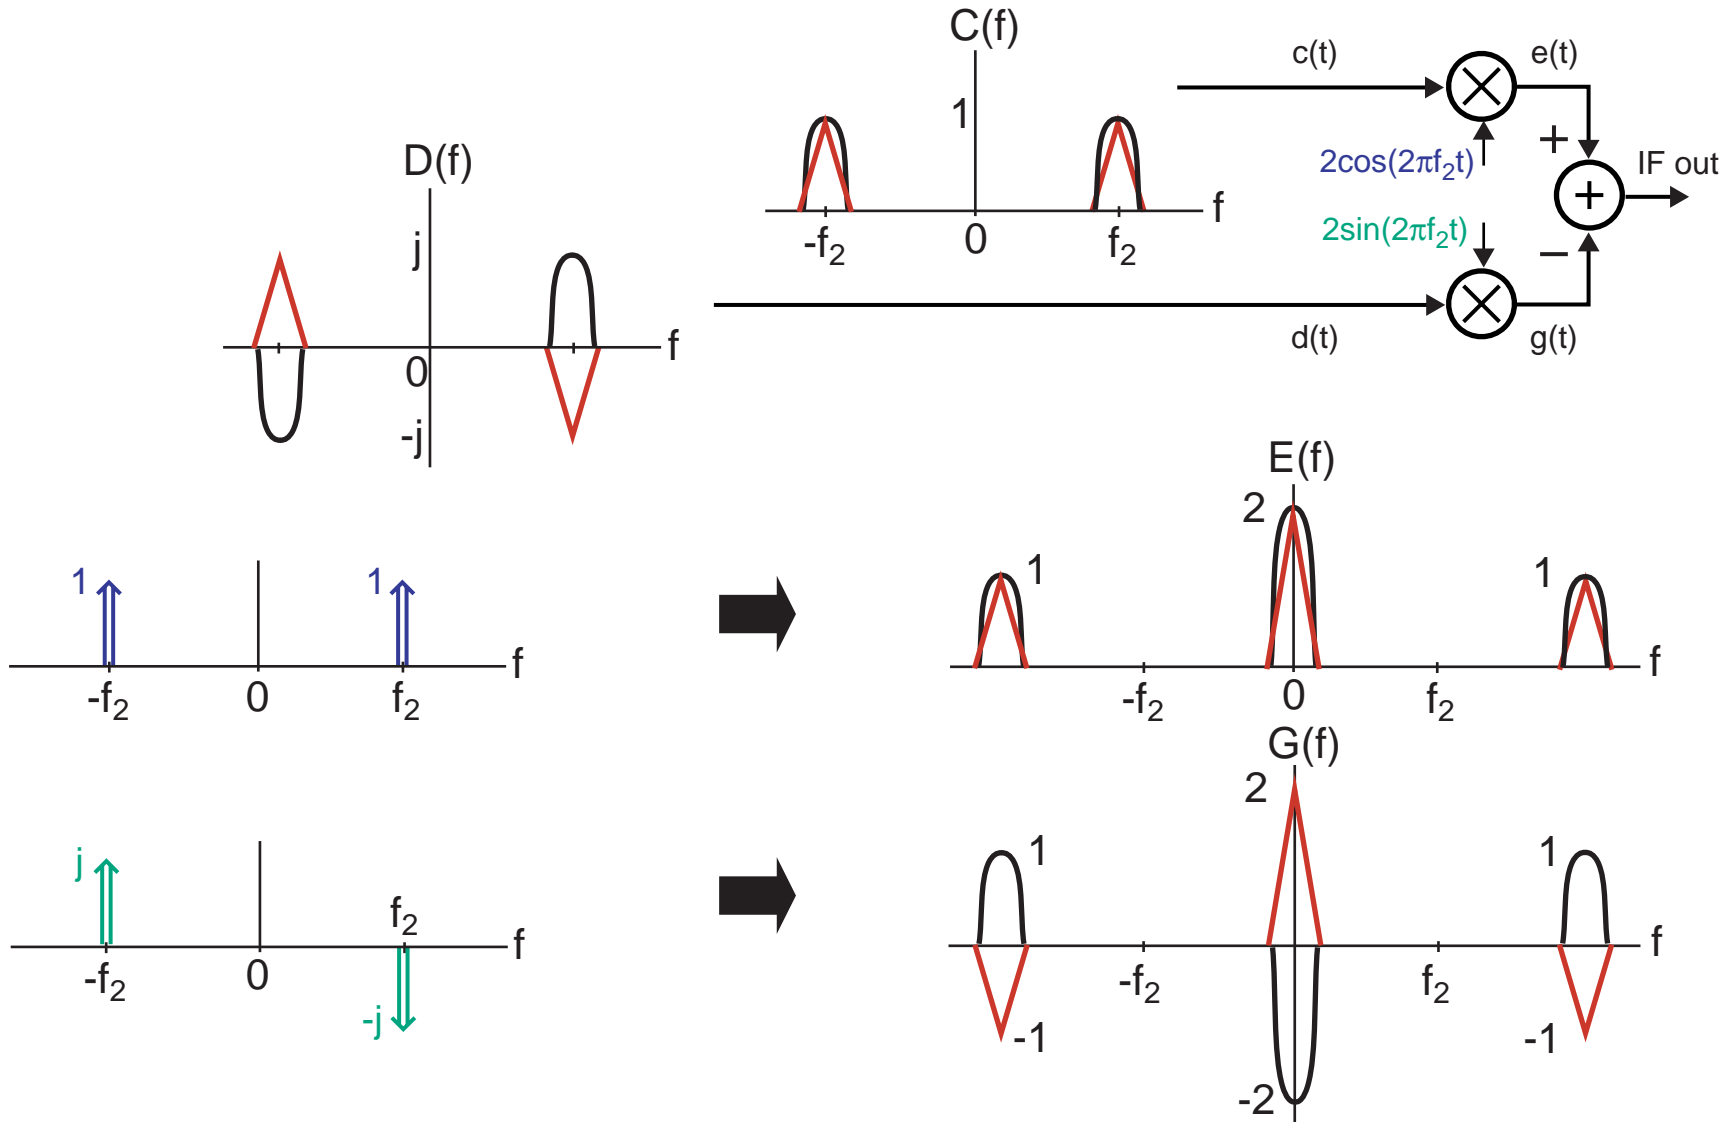 C(f)
1
-f₂
0
f₂
f
c(t)
e(t)
2cos(2πf₂t)
+
+
IF out
2sin(2πf₂t)
−
d(t)
g(t)
D(f)
j
0
-j
f
1
1
-f₂
0
f₂
f
E(f)
2
1
1
-f₂
0
f₂
f
j
-f₂
0
f₂
-j
f
G(f)
2
1
1
-f₂
f₂
f
-1
-1
-2